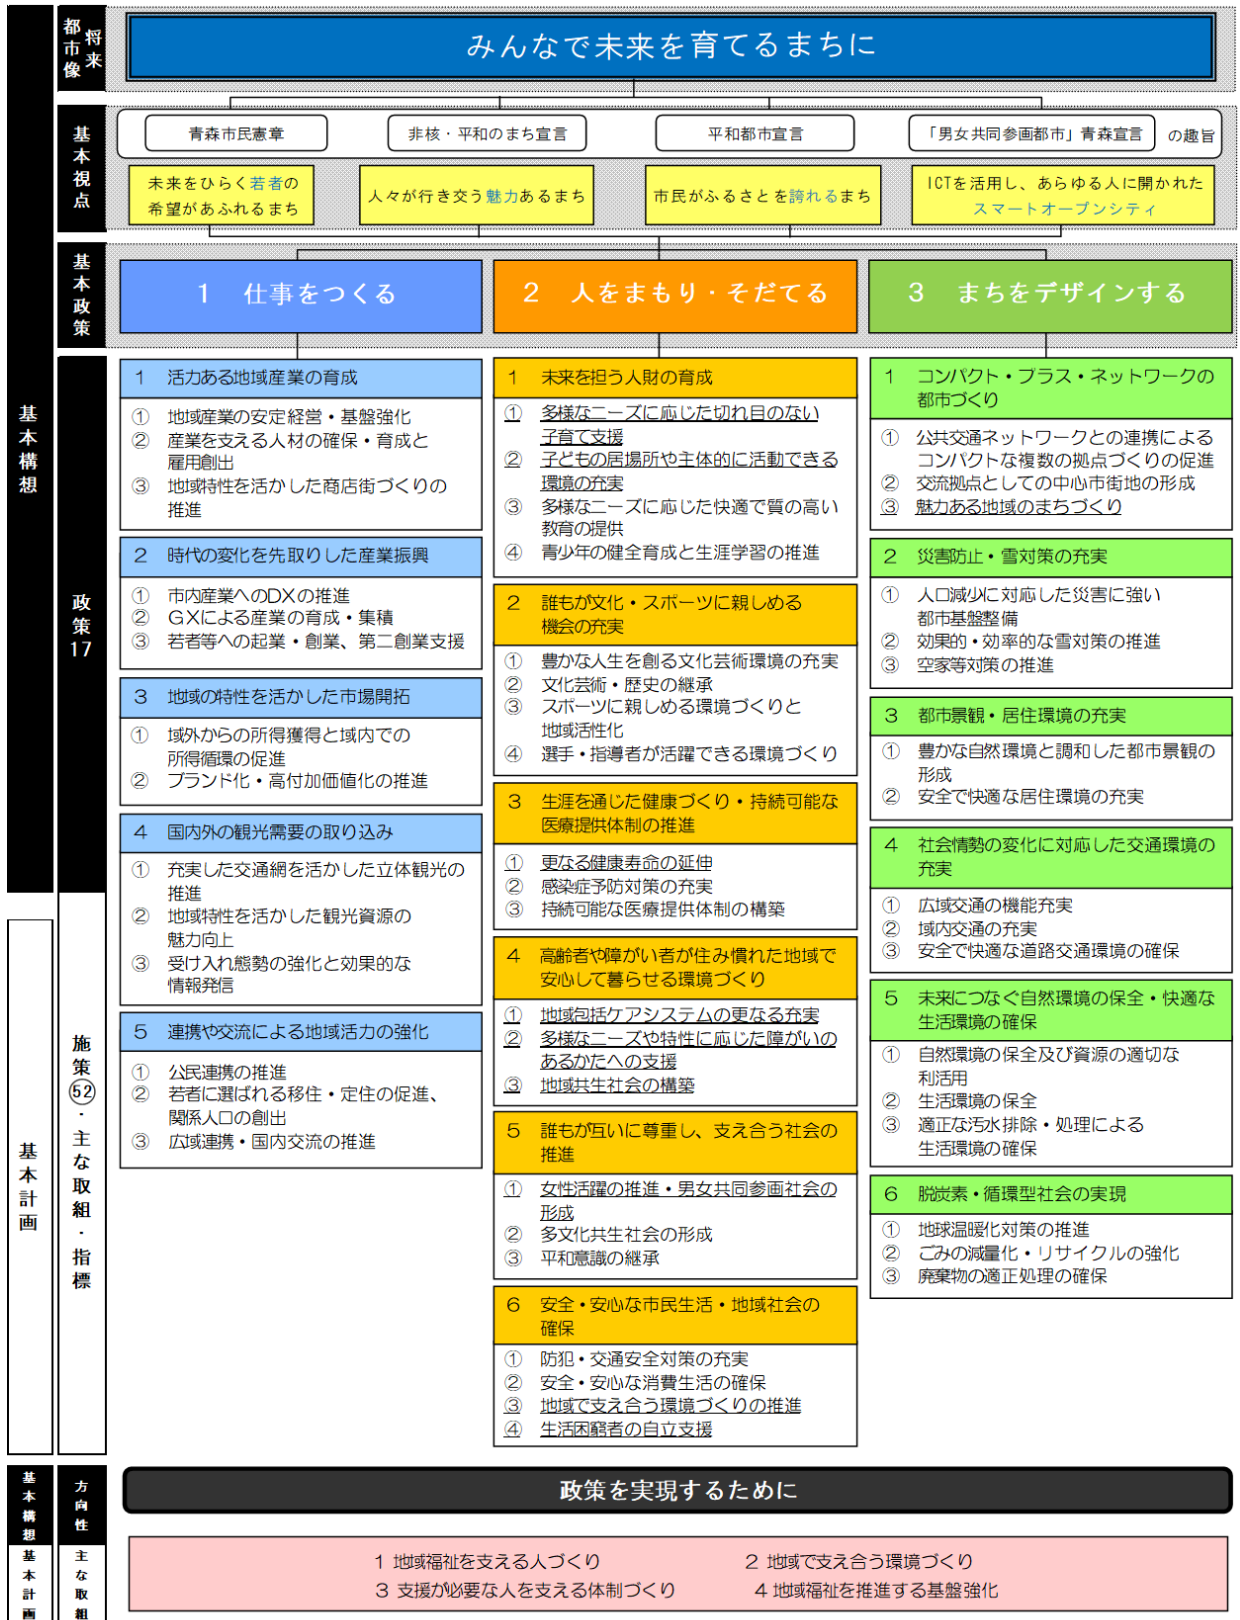 将来
都市像
みんなで未来を育てるまちに
基本視点
青森市民憲章
非核・平和のまち宣言
平和都市宣言
「男女共同参画都市」青森宣言
の趣旨
未来をひらく若者の
希望があふれるまち
人々が行き交う魅力あるまち
市民がふるさとを誇れるまち
ICTを活用し、あらゆる人に開かれた
スマートオープンシティ
基本政策
1 仕事をつくる
2 人をまもり・そだてる
3 まちをデザインする
基本構想
政策17
基本計画
施策52・主な取組・指標
1 活力ある地域産業の育成
① 地域産業の安定経営・基盤強化
② 産業を支える人材の確保・育成と
雇用創出
③ 地域特性を活かした商店街づくりの
推進
2 時代の変化を先取りした産業振興
① 市内産業へのDXの推進
② GXによる産業の育成・集積
③ 若者等への起業・創業、第二創業支援
3 地域の特性を活かした市場開拓
① 域外からの所得獲得と域内での
所得循環の促進
② ブランド化・高付加価値化の推進
4 国内外の観光需要の取り込み
① 充実した交通網を活かした立体観光の
推進
② 地域特性を活かした観光資源の
魅力向上
③ 受け入れ態勢の強化と効果的な
情報発信
5 連携や交流による地域活力の強化
① 公民連携の推進
② 若者に選ばれる移住・定住の促進、
関係人口の創出
③ 広域連携・国内交流の推進
1 未来を担う人財の育成
① 多様なニーズに応じた切れ目のない
子育て支援
② 子どもの居場所や主体的に活動できる
環境の充実
③ 多様なニーズに応じた快適で質の高い
教育の提供
④ 青少年の健全育成と生涯学習の推進
2 誰もが文化・スポーツに親しめる
機会の充実
① 豊かな人生を創る文化芸術環境の充実
② 文化芸術・歴史の継承
③ スポーツに親しめる環境づくりと
地域活性化
④ 選手・指導者が活躍できる環境づくり
3 生涯を通じた健康づくり・持続可能な
医療提供体制の推進
① 更なる健康寿命の延伸
② 感染症予防対策の充実
③ 持続可能な医療提供体制の構築
4 高齢者や障がい者が住み慣れた地域で
安心して暮らせる環境づくり
① 地域包括ケアシステムの更なる充実
② 多様なニーズや特性に応じた障がいの
あるかたへの支援
③ 地域共生社会の構築
5 誰もが互いに尊重し、支え合う社会の
推進
① 女性活躍の推進・男女共同参画社会の
形成
② 多文化共生社会の形成
③ 平和意識の継承
6 安全・安心な市民生活・地域社会の
確保
① 防犯・交通安全対策の充実
② 安全・安心な消費生活の確保
③ 地域で支え合う環境づくりの推進
④ 生活困窮者の自立支援
1 コンパクト・プラス・ネットワークの
都市づくり
① 公共交通ネットワークとの連携による
コンパクトな複数の拠点づくりの促進
② 交流拠点としての中心市街地の形成
③ 魅力ある地域のまちづくり
2 災害防止・雪対策の充実
① 人口減少に対応した災害に強い
都市基盤整備
② 効果的・効率的な雪対策の推進
③ 空家等対策の推進
3 都市景観・居住環境の充実
① 豊かな自然環境と調和した都市景観の
形成
② 安全で快適な居住環境の充実
4 社会情勢の変化に対応した交通環境の
充実
① 広域交通の機能充実
② 域内交通の充実
③ 安全で快適な道路交通環境の確保
5 未来につなぐ自然環境の保全・快適な
生活環境の確保
① 自然環境の保全及び資源の適切な
利活用
② 生活環境の保全
③ 適正な汚水排除・処理による
生活環境の確保
6 脱炭素・循環型社会の実現
① 地球温暖化対策の推進
② ごみの減量化・リサイクルの強化
③ 廃棄物の適正処理の確保
基本構想
方向性
政策を実現するために
基本計画
主な取組
1 地域福祉を支える人づくり
2 地域で支え合う環境づくり
3 支援が必要な人を支える体制づくり
4 地域福祉を推進する基盤強化